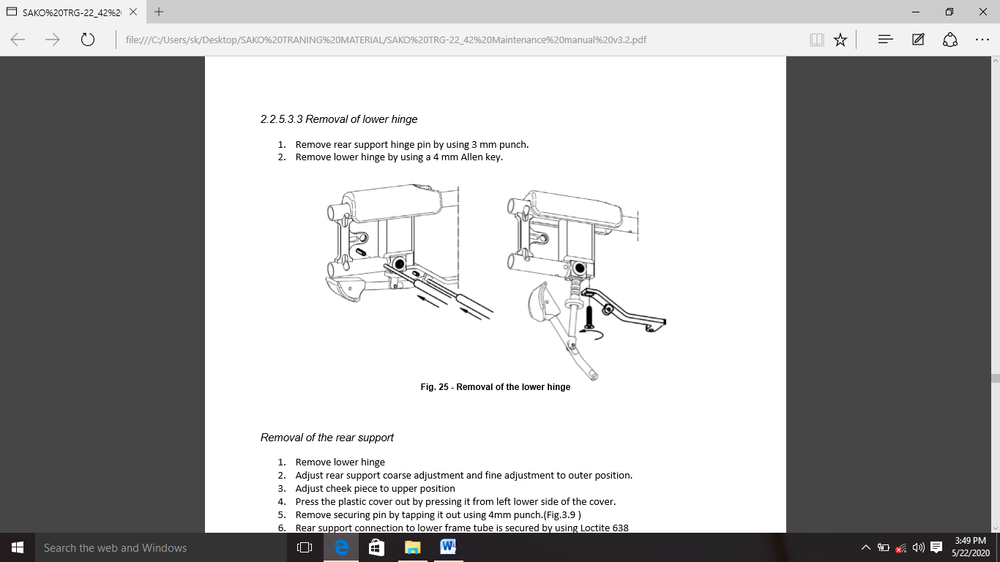 SAKO%20TRG-22_42%2
file:///C:/Users/sk/Desktop/SAKO%20TRANING%20MATERIAL/SAKO%20TRG-22_42%20Maintenance%20manual%20v3.2.pdf
2.2.5.3.3 Removal of lower hinge
1. Remove rear support hinge pin by using 3 mm punch.
2. Remove lower hinge by using a 4 mm Allen key.
Fig. 25 - Removal of the lower hinge
Removal of the rear support
1. Remove lower hinge
2. Adjust rear support coarse adjustment and fine adjustment to outer position.
3. Adjust cheek piece to upper position
4. Press the plastic cover out by pressing it from left lower side of the cover.
5. Remove securing pin by tapping it out using 4mm punch.(Fig.3.9 )
6. Rear support connection to lower frame tube is secured by using Loctite 638
Search the web and Windows
3:49 PM
5/22/2020